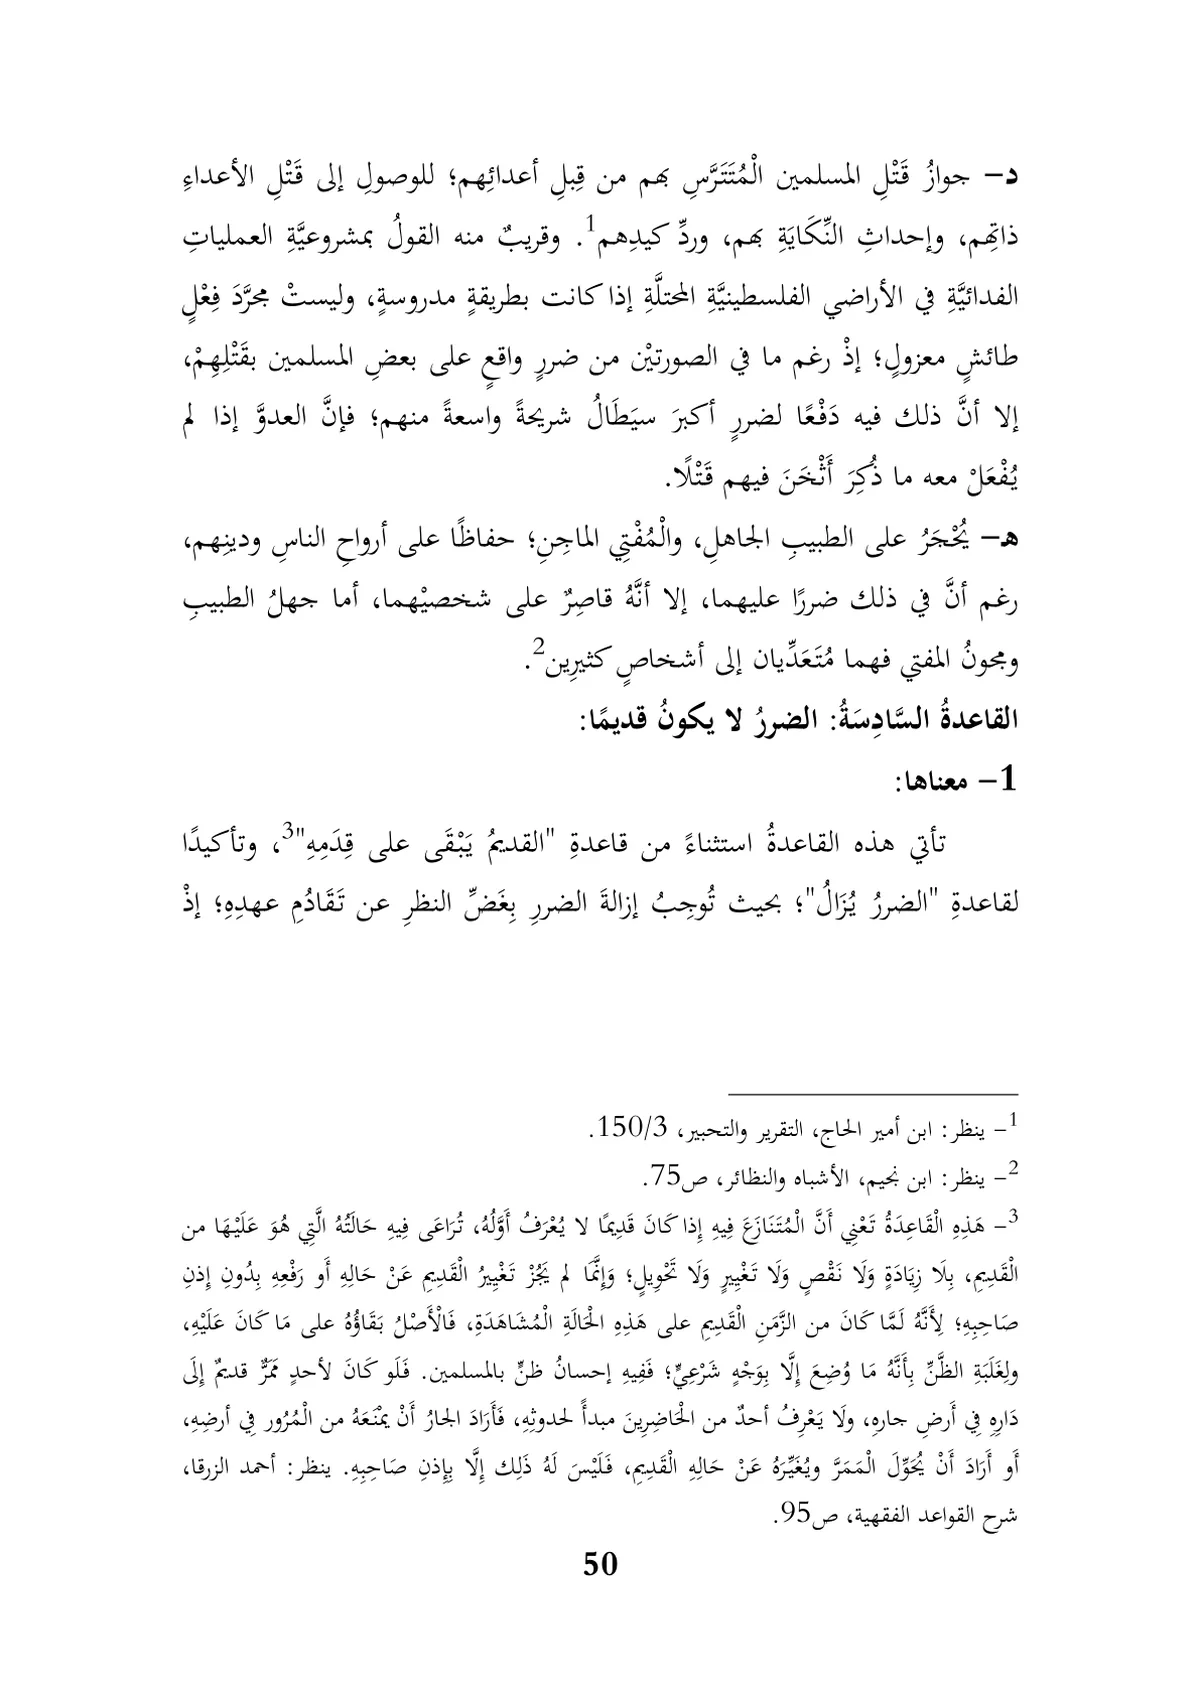 د- جوازُ قَتْلِ المسلمين الْمُتَتَرَّسِ بهم من قِبلِ أعدائِهم؛ للوصولِ إلى قَتْلِ الأعداءِ
ذاتِهم، وإحداثِ النِّكَايَةِ بهم، وردِّ كيدِهم1. وقريبٌ منه القولُ بمشروعيَّةِ العملياتِ
الفدائيَّةِ في الأراضي الفلسطينيَّةِ المحتلَّةِ إذا كانت بطريقةٍ مدروسةٍ، وليستْ مجرَّدَ فِعْلٍ
طائشٍ معزولٍ؛ إذْ رغم ما في الصورتيْن من ضررٍ واقعٍ على بعضِ المسلمين بقَتْلِهِمْ،
إلا أنَّ ذلك فيه دَفْعًا لضررٍ أكبرَ سيَطَالُ شريحةً واسعةً منهم؛ فإنَّ العدوَّ إذا لم
يُفْعَلْ معه ما ذُكِرَ أَثْخَنَ فيهم قَتْلًا.
هـ- يُحْجَرُ على الطبيبِ الجاهلِ، والْمُفْتِي الماجِنِ؛ حفاظًا على أرواحِ الناسِ ودينِهم،
رغم أنَّ في ذلك ضررًا عليهما، إلا أنَّهُ قاصِرٌ على شخصيْهما، أما جهلُ الطبيبِ
ومجونُ المفتي فهما مُتَعَدِّيان إلى أشخاصٍ كثيرِين2.
القاعدةُ السَّادِسَةُ: الضررُ لا يكونُ قديمًا:
1- معناها:
تأتي هذه القاعدةُ استثناءً من قاعدةِ "القديمُ يَبْقَى على قِدَمِهِ"3، وتأكيدًا
لقاعدةِ "الضررُ يُزَالُ"؛ بحيث تُوجِبُ إزالةَ الضررِ بِغَضِّ النظرِ عن تَقَادُمِ عهدِهِ؛ إذْ
1- ينظر: ابن أمير الحاج، التقرير والتحبير، 150/3.
2- ينظر: ابن نجيم، الأشباه والنظائر، ص75.
3- هَذِهِ الْقَاعِدَةُ تَعْنِي أَنَّ الْمُتَنَازَعَ فِيهِ إِذا كَانَ قَدِيمًا لا يُعْرَفُ أَوَّلُهُ، تُرَاعَى فِيهِ حَالَتُهُ الَّتِي هُوَ عَلَيْهَا من
الْقَدِيمِ، بِلَا زِيَادَةٍ وَلَا نَقْصٍ وَلَا تَغْيِيرٍ وَلَا تَحْوِيلٍ؛ وَإِنَّمَا لم يَجُزْ تَغْيِيرُ الْقَدِيمِ عَنْ حَالِهِ أَو رَفْعِهِ بِدُونِ إِذنِ
صَاحِبِهِ؛ لِأَنَّهُ لَمَّا كَانَ من الزَّمَنِ الْقَدِيمِ على هَذِهِ الْحَالَةِ الْمُشَاهَدَةِ، فَالْأَصْلُ بَقَاؤُهُ على مَا كَانَ عَلَيْهِ،
ولِغَلَبَةِ الظَّنِّ بِأَنَّهُ مَا وُضِعَ إِلَّا بِوَجْهٍ شَرْعِيٍّ؛ فَفِيهِ إحسانُ ظنٍّ بالمسلمين. فَلَو كَانَ لأحدٍ مَمَرٌّ قديمٌ إِلَى
دَارِهِ فِي أَرضِ جارِهِ، ولَا يَعْرِفُ أحدٌ من الْحَاضِرِينَ مبدأً لحدوثِهِ، فَأَرَادَ الجارُ أَنْ يمْنَعَهُ من الْمُرُور فِي أرضِهِ،
أَو أَرَادَ أَنْ يُحَوِّلَ الْمَمَرَّ ويُغَيِّرَهُ عَنْ حَالِهِ الْقَدِيمِ، فَلَيْسَ لَهُ ذَلِك إِلَّا بِإِذنِ صَاحِبِهِ. ينظر: أحمد الزرقا،
شرح القواعد الفقهية، ص95.
50